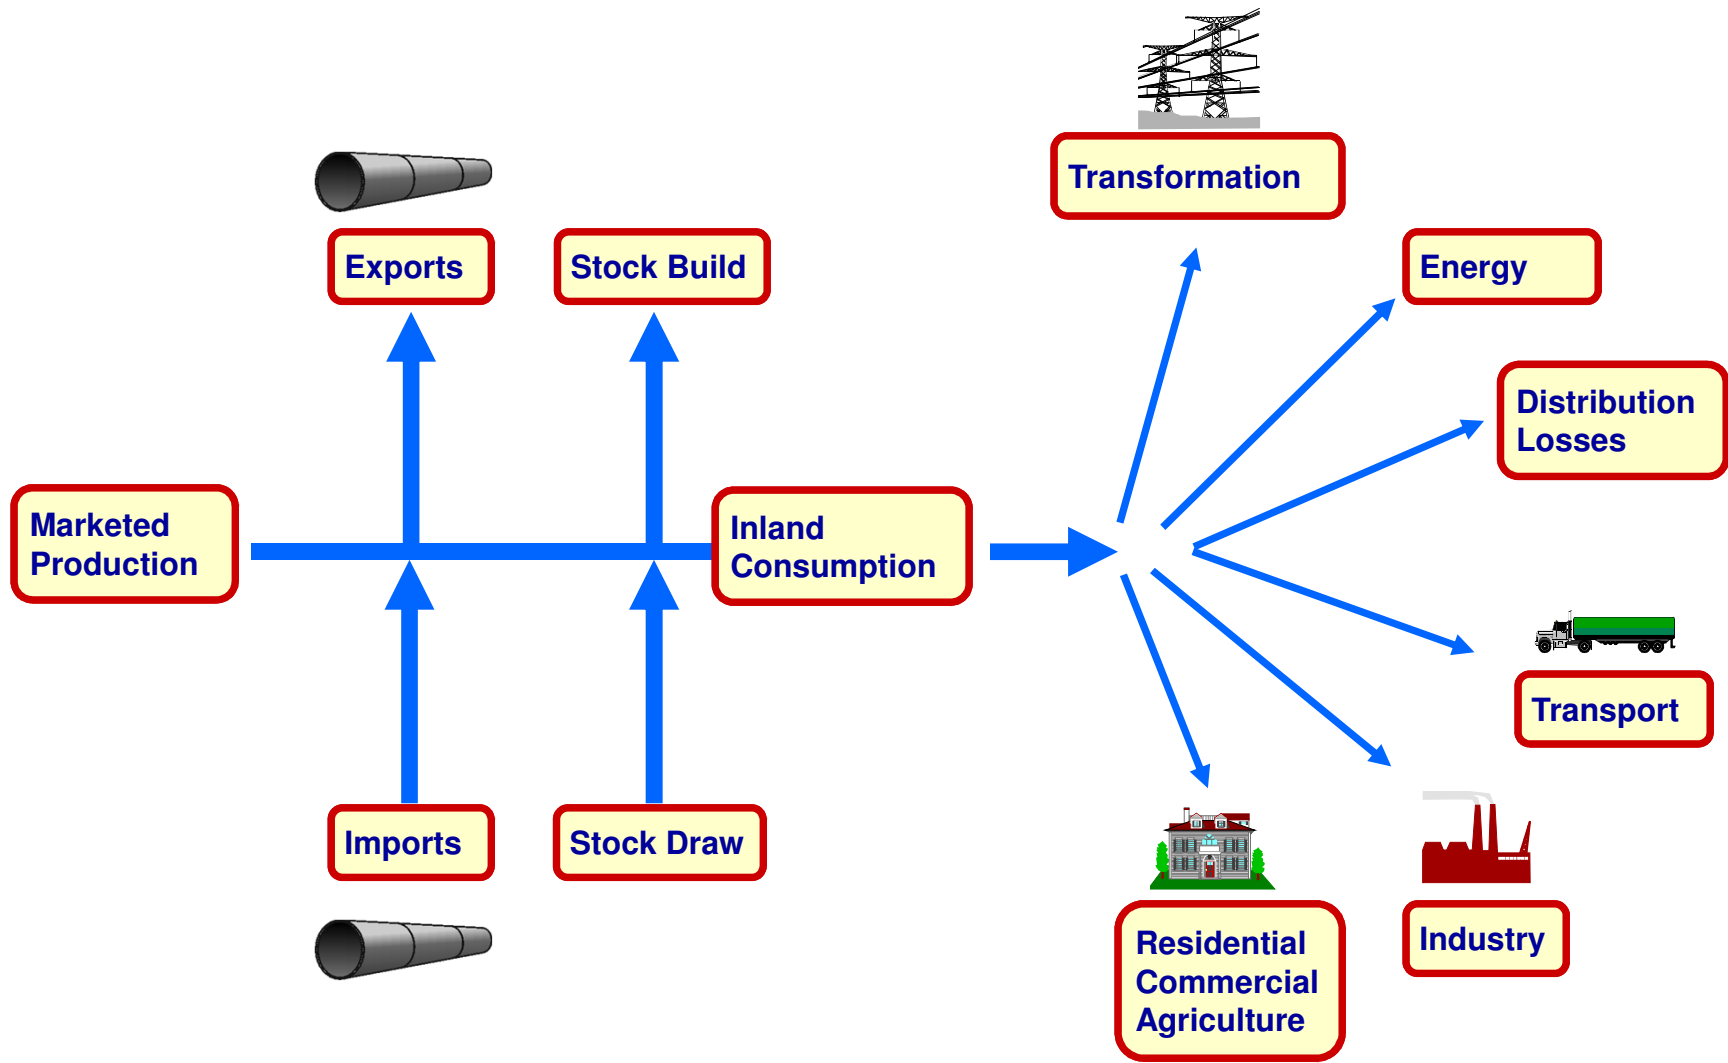 Transformation
Exports
Stock Build
Energy
Distribution
Losses
Marketed
Production
Inland
Consumption
Transport
Imports
Stock Draw
Residential
Commercial
Agriculture
Industry